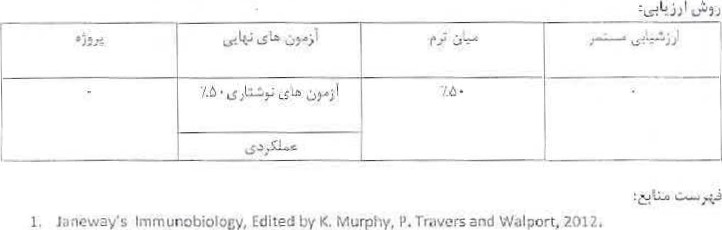 روش ارزیابی:
ارزشیابی مستمر	میان ترم	آزمون های نهایی	پروژه
-	٪۵۰	آزمون های نوشتاری ۵۰٪	-
عملکردی
فهرست منابع:
1. Janeway's Immunobiology, Edited by K. Murphy, P. Travers and Walport, 2012.